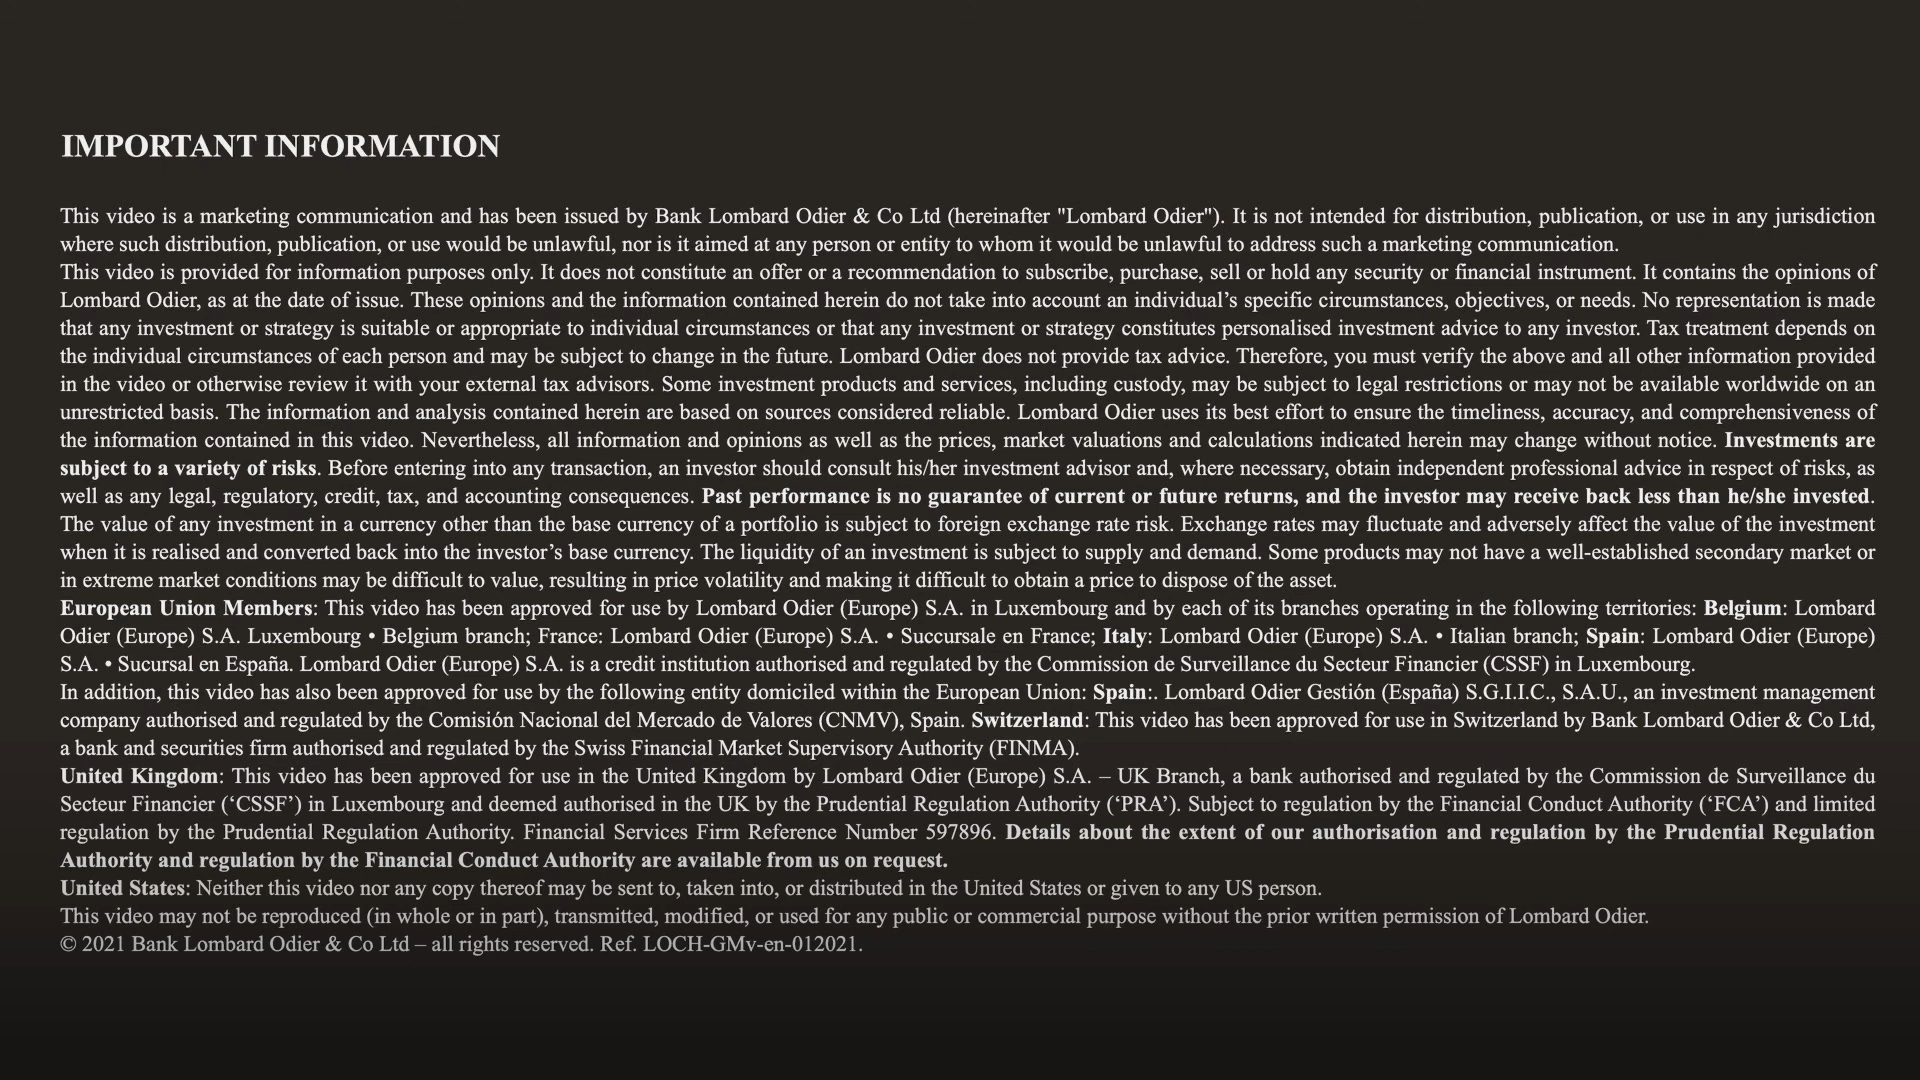 IMPORTANT INFORMATION
This video is a marketing communication and has been issued by Bank Lombard Odier & Co Ltd (hereinafter "Lombard Odier"). It is not intended for distribution, publication, or use in any jurisdiction
where such distribution, publication, or use would be unlawful, nor is it aimed at any person or entity to whom it would be unlawful to address such a marketing communication.
This video is provided for information purposes only. It does not constitute an offer or a recommendation to subscribe, purchase, sell or hold any security or financial instrument. It contains the opinions of
Lombard Odier, as at the date of issue. These opinions and the information contained herein do not take into account an individual’s specific circumstances, objectives, or needs. No representation is made
that any investment or strategy is suitable or appropriate to individual circumstances or that any investment or strategy constitutes personalised investment advice to any investor. Tax treatment depends on
the individual circumstances of each person and may be subject to change in the future. Lombard Odier does not provide tax advice. Therefore, you must verify the above and all other information provided
in the video or otherwise review it with your external tax advisors. Some investment products and services, including custody, may be subject to legal restrictions or may not be available worldwide on an
unrestricted basis. The information and analysis contained herein are based on sources considered reliable. Lombard Odier uses its best effort to ensure the timeliness, accuracy, and comprehensiveness of
the information contained in this video. Nevertheless, all information and opinions as well as the prices, market valuations and calculations indicated herein may change without notice. Investments are
subject to a variety of risks. Before entering into any transaction, an investor should consult his/her investment advisor and, where necessary, obtain independent professional advice in respect of risks, as
well as any legal, regulatory, credit, tax, and accounting consequences. Past performance is no guarantee of current or future returns, and the investor may receive back less than he/she invested.
The value of any investment in a currency other than the base currency of a portfolio is subject to foreign exchange rate risk. Exchange rates may fluctuate and adversely affect the value of the investment
when it is realised and converted back into the investor’s base currency. The liquidity of an investment is subject to supply and demand. Some products may not have a well-established secondary market or
in extreme market conditions may be difficult to value, resulting in price volatility and making it difficult to obtain a price to dispose of the asset.
European Union Members: This video has been approved for use by Lombard Odier (Europe) S.A. in Luxembourg and by each of its branches operating in the following territories: Belgium: Lombard
Odier (Europe) S.A. Luxembourg • Belgium branch; France: Lombard Odier (Europe) S.A. • Succursale en France; Italy: Lombard Odier (Europe) S.A. • Italian branch; Spain: Lombard Odier (Europe)
S.A. • Sucursal en España. Lombard Odier (Europe) S.A. is a credit institution authorised and regulated by the Commission de Surveillance du Secteur Financier (CSSF) in Luxembourg.
In addition, this video has also been approved for use by the following entity domiciled within the European Union: Spain:. Lombard Odier Gestión (España) S.G.I.I.C., S.A.U., an investment management
company authorised and regulated by the Comisión Nacional del Mercado de Valores (CNMV), Spain. Switzerland: This video has been approved for use in Switzerland by Bank Lombard Odier & Co Ltd,
a bank and securities firm authorised and regulated by the Swiss Financial Market Supervisory Authority (FINMA).
United Kingdom: This video has been approved for use in the United Kingdom by Lombard Odier (Europe) S.A. – UK Branch, a bank authorised and regulated by the Commission de Surveillance du
Secteur Financier (‘CSSF’) in Luxembourg and deemed authorised in the UK by the Prudential Regulation Authority (‘PRA’). Subject to regulation by the Financial Conduct Authority (‘FCA’) and limited
regulation by the Prudential Regulation Authority. Financial Services Firm Reference Number 597896. Details about the extent of our authorisation and regulation by the Prudential Regulation
Authority and regulation by the Financial Conduct Authority are available from us on request.
United States: Neither this video nor any copy thereof may be sent to, taken into, or distributed in the United States or given to any US person.
This video may not be reproduced (in whole or in part), transmitted, modified, or used for any public or commercial purpose without the prior written permission of Lombard Odier.
© 2021 Bank Lombard Odier & Co Ltd – all rights reserved. Ref. LOCH-GMv-en-012021.